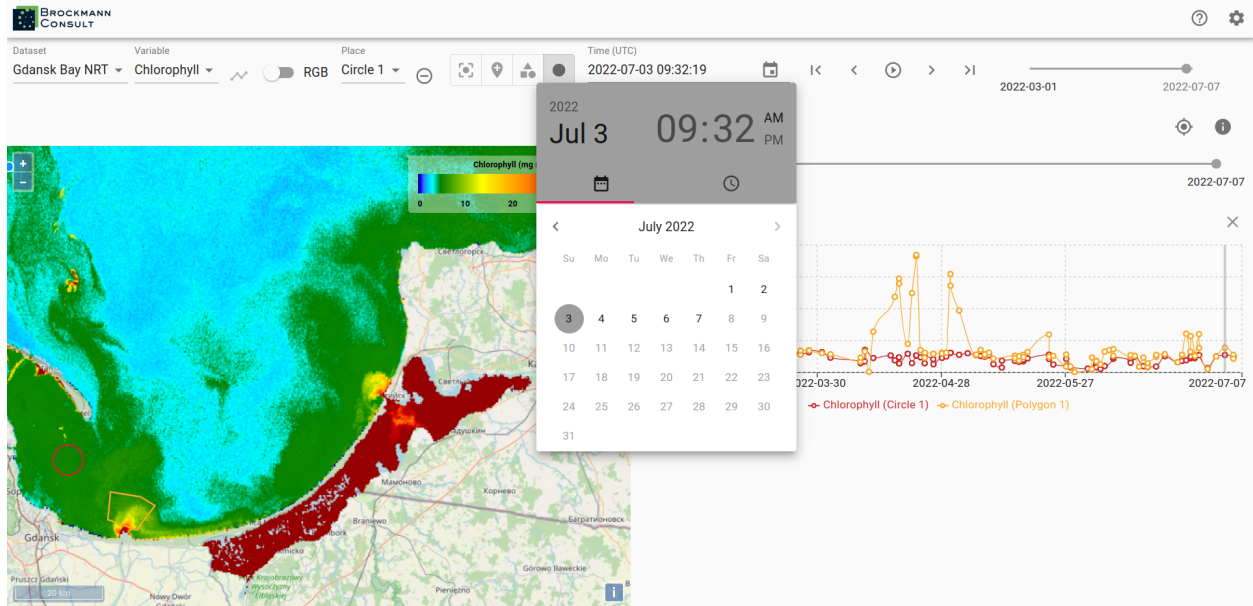 BROCKMANN
CONSULT
Dataset Variable Place Time (UTC)
Gdansk Bay NRT Chlorophyll RGB Circle 1 2022-07-03 09:32:19
2022-03-01 2022-07-07
2022
Jul 3 09:32 AM
PM
2022-07-07
Chlorophyll (mg
0 10 20
July 2022
Su Mo Tu We Th Fr Sa
1 2
3 4 5 6 7 8 9
10 11 12 13 14 15 16
17 18 19 20 21 22 23
24 25 26 27 28 29 30
31
+
−
Светлогорск
Мамоново
Корнево
Багратионовск
Braniewo
Gdańsk
Górowo Iławeckie
Pruszcz Gdański
Krajobrazowy
Wysoczyzny
Elbląskiej
Pieniężno
20 km
Nowy Dwór
i
2022-04-28 2022-05-27 2022-07-07
Chlorophyll (Circle 1) Chlorophyll (Polygon 1)